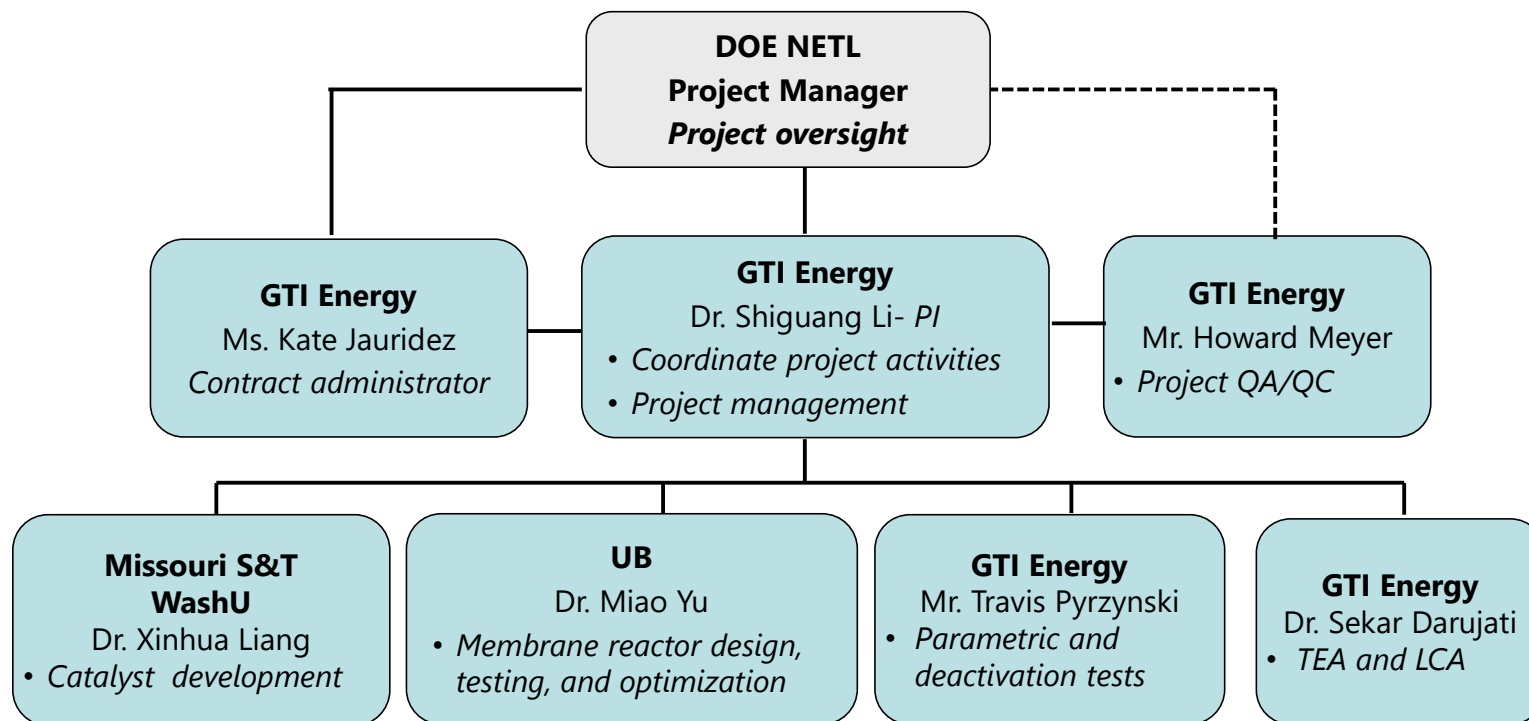 DOE NETL
Project Manager
Project oversight
GTI Energy
Ms. Kate Jauridez
Contract administrator
GTI Energy
Dr. Shiguang Li- PI
• Coordinate project activities
• Project management
GTI Energy
Mr. Howard Meyer
• Project QA/QC
Missouri S&T
WashU
Dr. Xinhua Liang
• Catalyst development
UB
Dr. Miao Yu
• Membrane reactor design,
testing, and optimization
GTI Energy
Mr. Travis Pyrzynski
• Parametric and
deactivation tests
GTI Energy
Dr. Sekar Darujati
• TEA and LCA